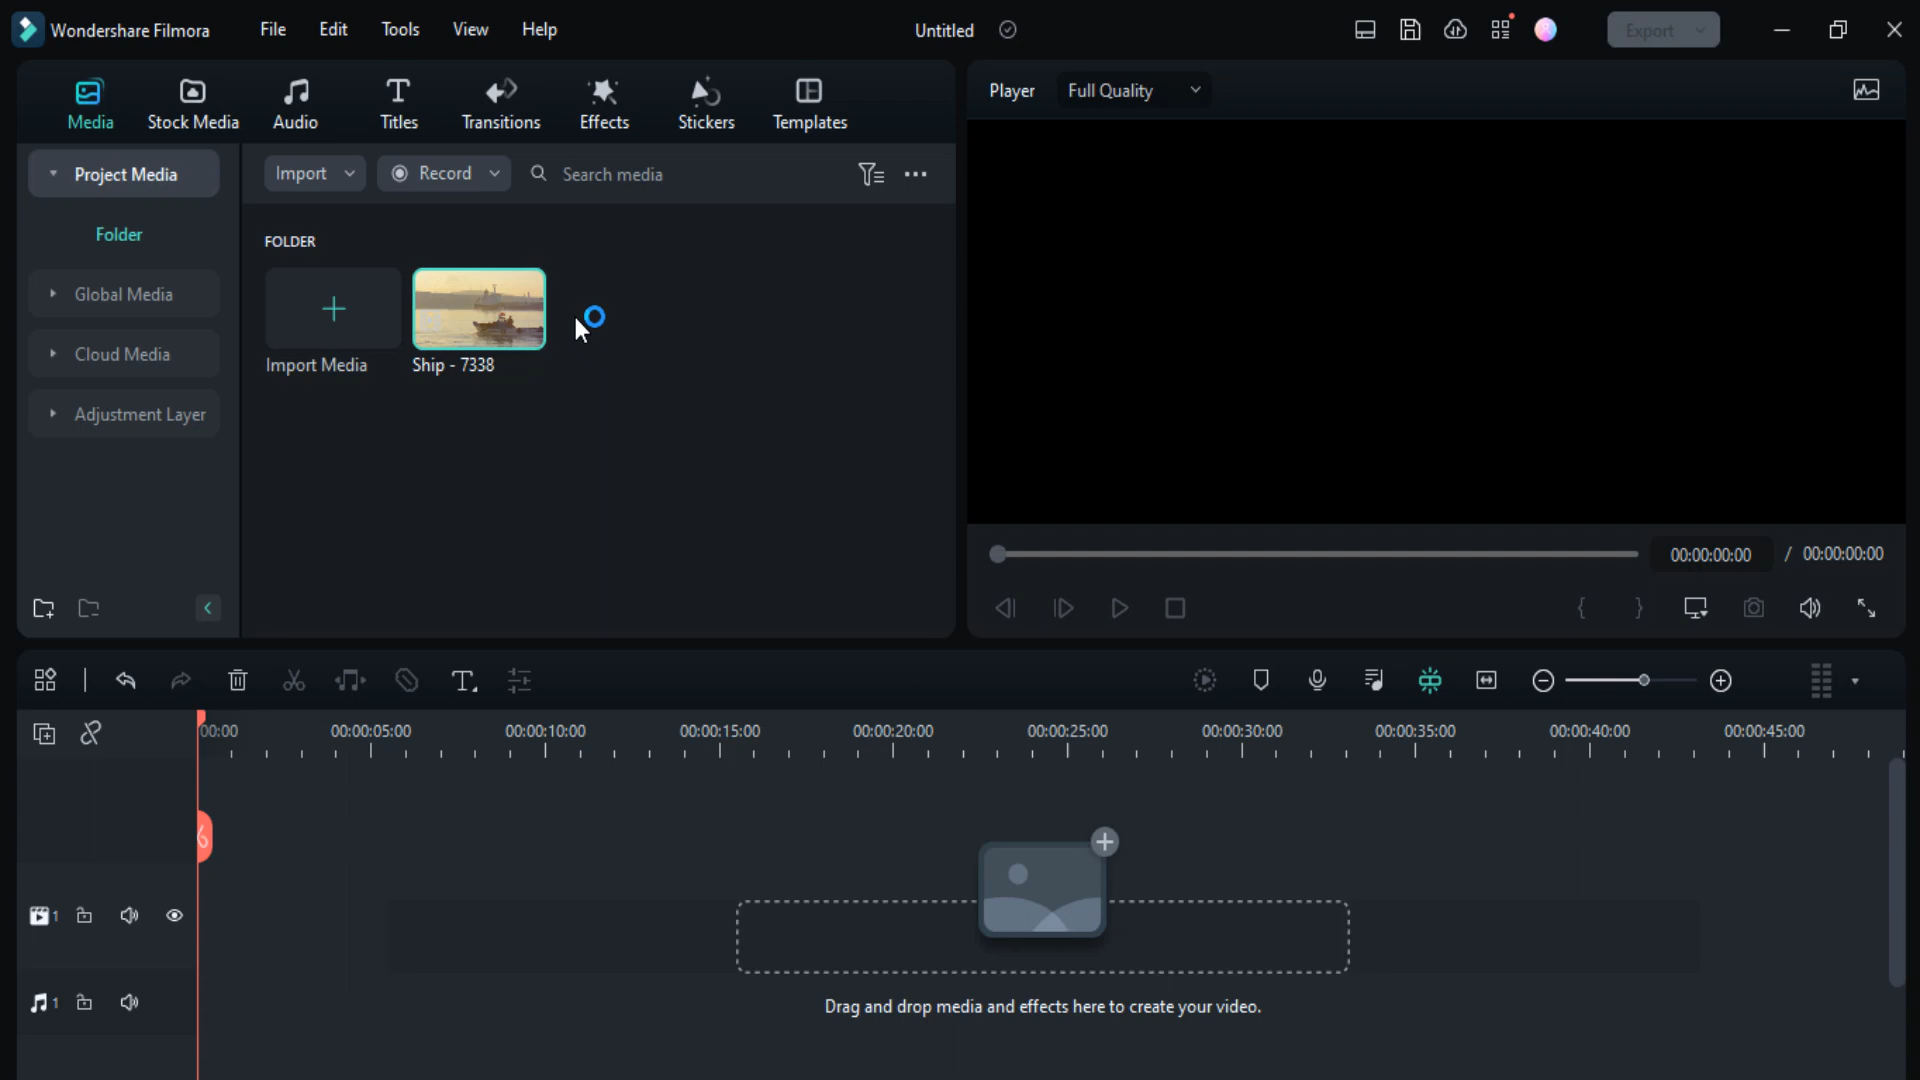 Wondershare Filmora
File Edit Tools View Help
Untitled
Export
Media
Stock Media
Audio
Titles
Transitions
Effects
Stickers
Templates
Player
Full Quality
Project Media
Folder
Global Media
Cloud Media
Adjustment Layer
Import
Record
Search media
FOLDER
Import Media
Ship - 7338
00:00:00:00 / 00:00:00:00
00:00 00:00:05:00 00:00:10:00 00:00:15:00 00:00:20:00 00:00:25:00 00:00:30:00 00:00:35:00 00:00:40:00 00:00:45:00
1
1
Drag and drop media and effects here to create your video.